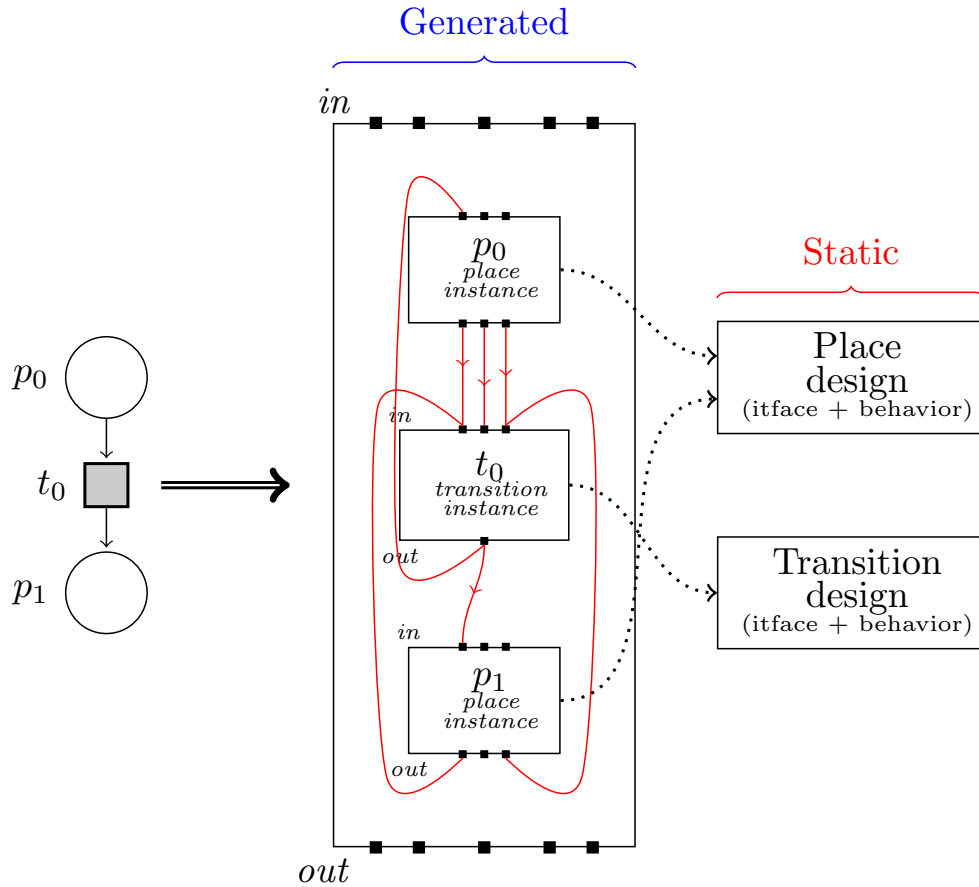 Generated
in
Static
p0
t0
p1
p0
place
instance
in
t0
transition
instance
out
in
p1
place
instance
out
out
Place
design
(itface + behavior)
Transition
design
(itface + behavior)